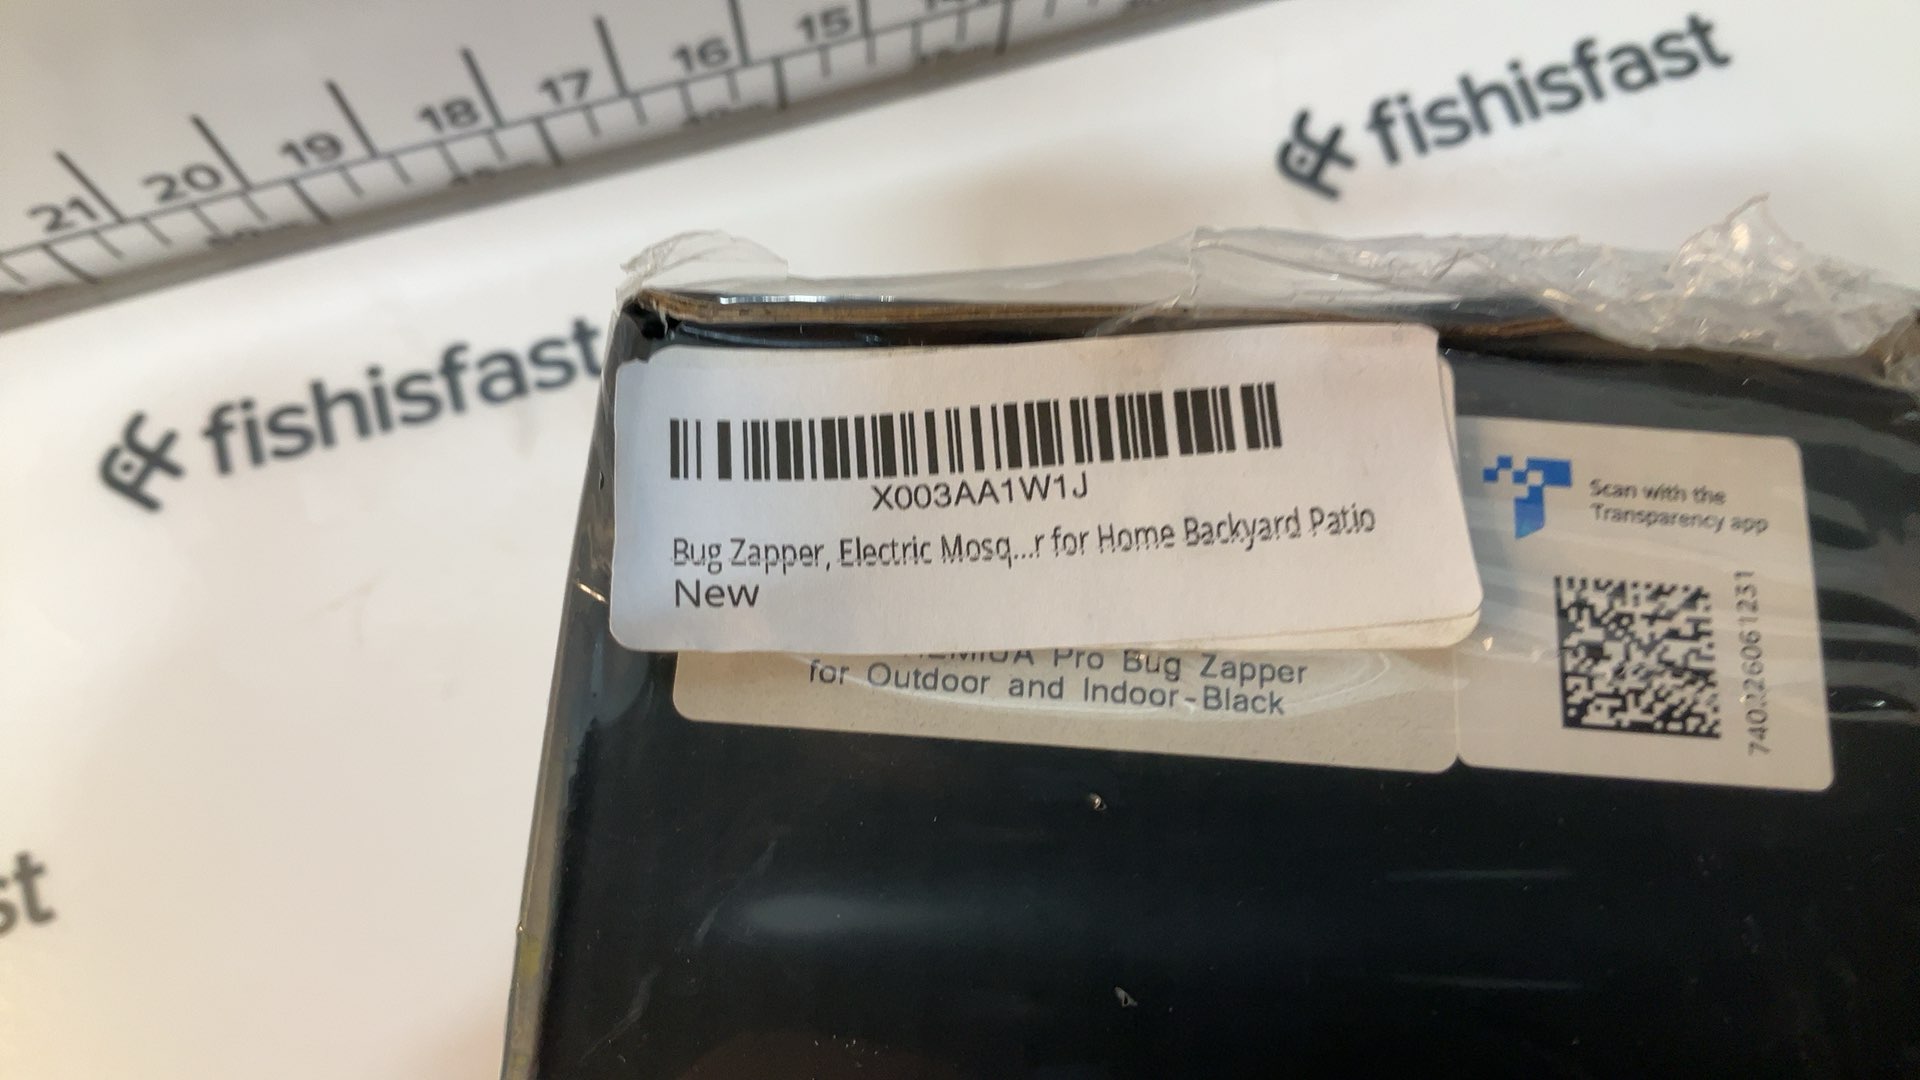 21 20 19 18 17 16 15
fishisfast
fishisfast
st
X003AA1W1J
Bug Zapper, Electric Mosq...r for Home Backyard Patio
New
Pro Bug Zapper
for Outdoor and Indoor-Black
Scan with the
Transparency app